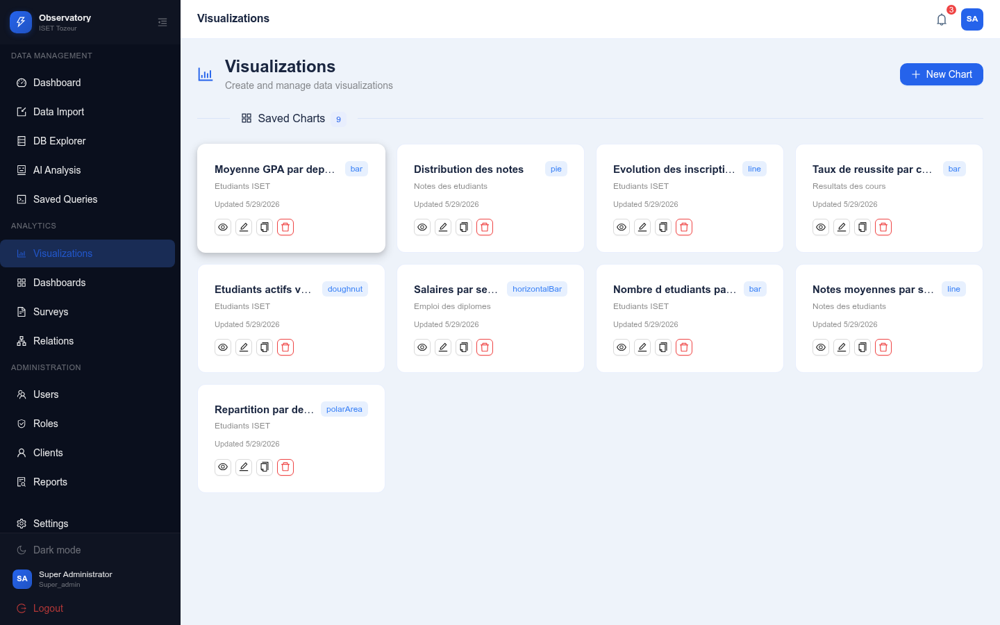 Observatory
ISET Tozeur
DATA MANAGEMENT
Dashboard
Data Import
DB Explorer
AI Analysis
Saved Queries
ANALYTICS
Visualizations
Dashboards
Surveys
Relations
ADMINISTRATION
Users
Roles
Clients
Reports
Settings
Dark mode
SA
Super Administrator
Super_admin
Logout
Visualizations
3
SA
Visualizations
Create and manage data visualizations
New Chart
Saved Charts 9
Moyenne GPA par dep... bar
Etudiants ISET
Updated 5/29/2026
Distribution des notes pie
Notes des etudiants
Updated 5/29/2026
Evolution des inscripti... line
Etudiants ISET
Updated 5/29/2026
Taux de reussite par c... bar
Resultats des cours
Updated 5/29/2026
Etudiants actifs v... doughnut
Etudiants ISET
Updated 5/29/2026
Salaires par se... horizontalBar
Emploi des diplomes
Updated 5/29/2026
Nombre d etudiants pa... bar
Etudiants ISET
Updated 5/29/2026
Notes moyennes par s... line
Notes des etudiants
Updated 5/29/2026
Repartition par de... polarArea
Etudiants ISET
Updated 5/29/2026